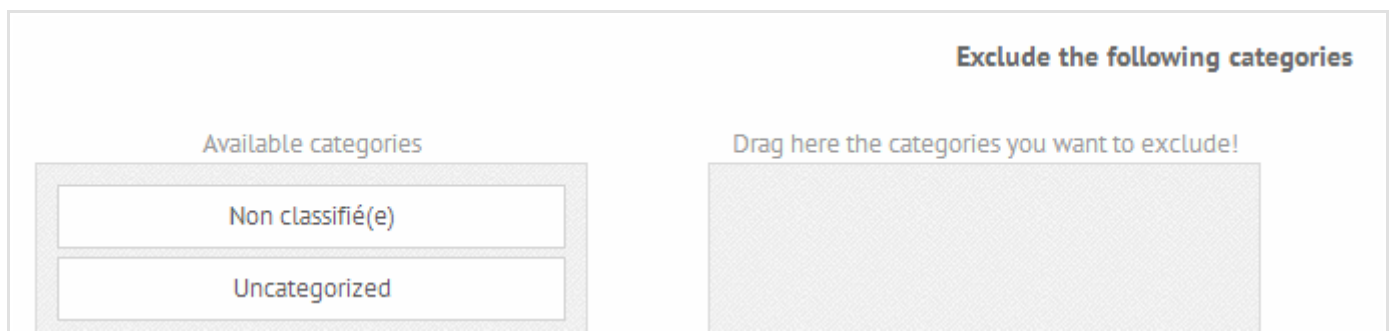 Exclude the following categories
Available categories
Drag here the categories you want to exclude!
Non classifié(e)
Uncategorized